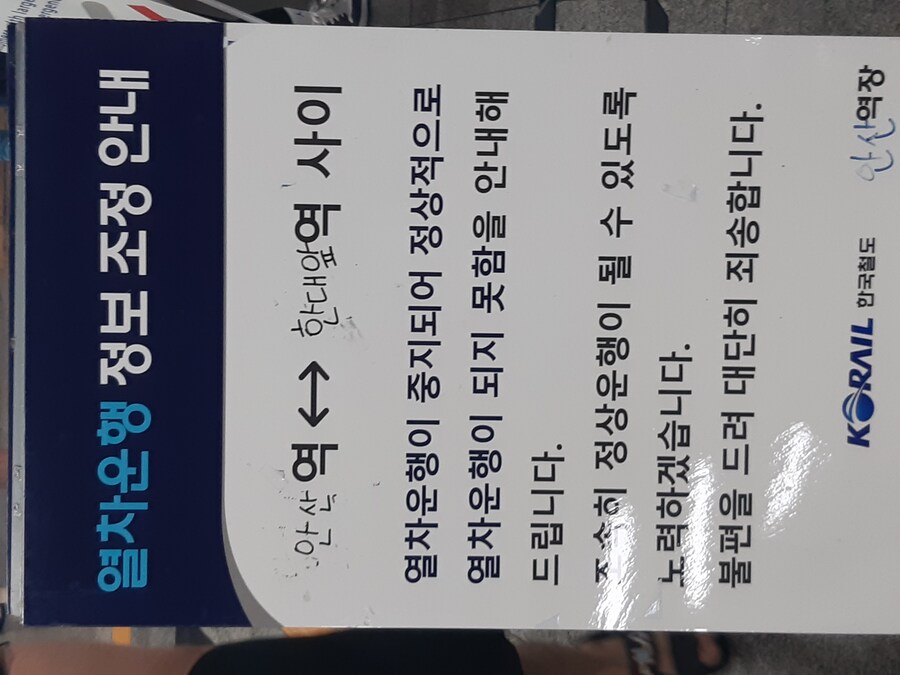 열차운행 정보 조정 안내
안산역 ↔ 한대앞역 사이
열차운행이 중지되어 정상적으로
열차운행이 되지 못함을 안내해
드립니다.
조속히 정상운행이 될 수 있도록
노력하겠습니다.
불편을 드려 대단히 죄송합니다.
KORAIL 한국철도 안산역장